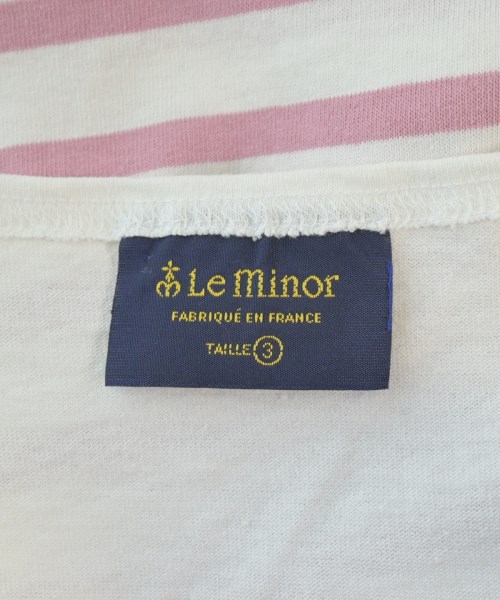 Le Minor
FABRIQUÉ EN FRANCE
TAILLE 3